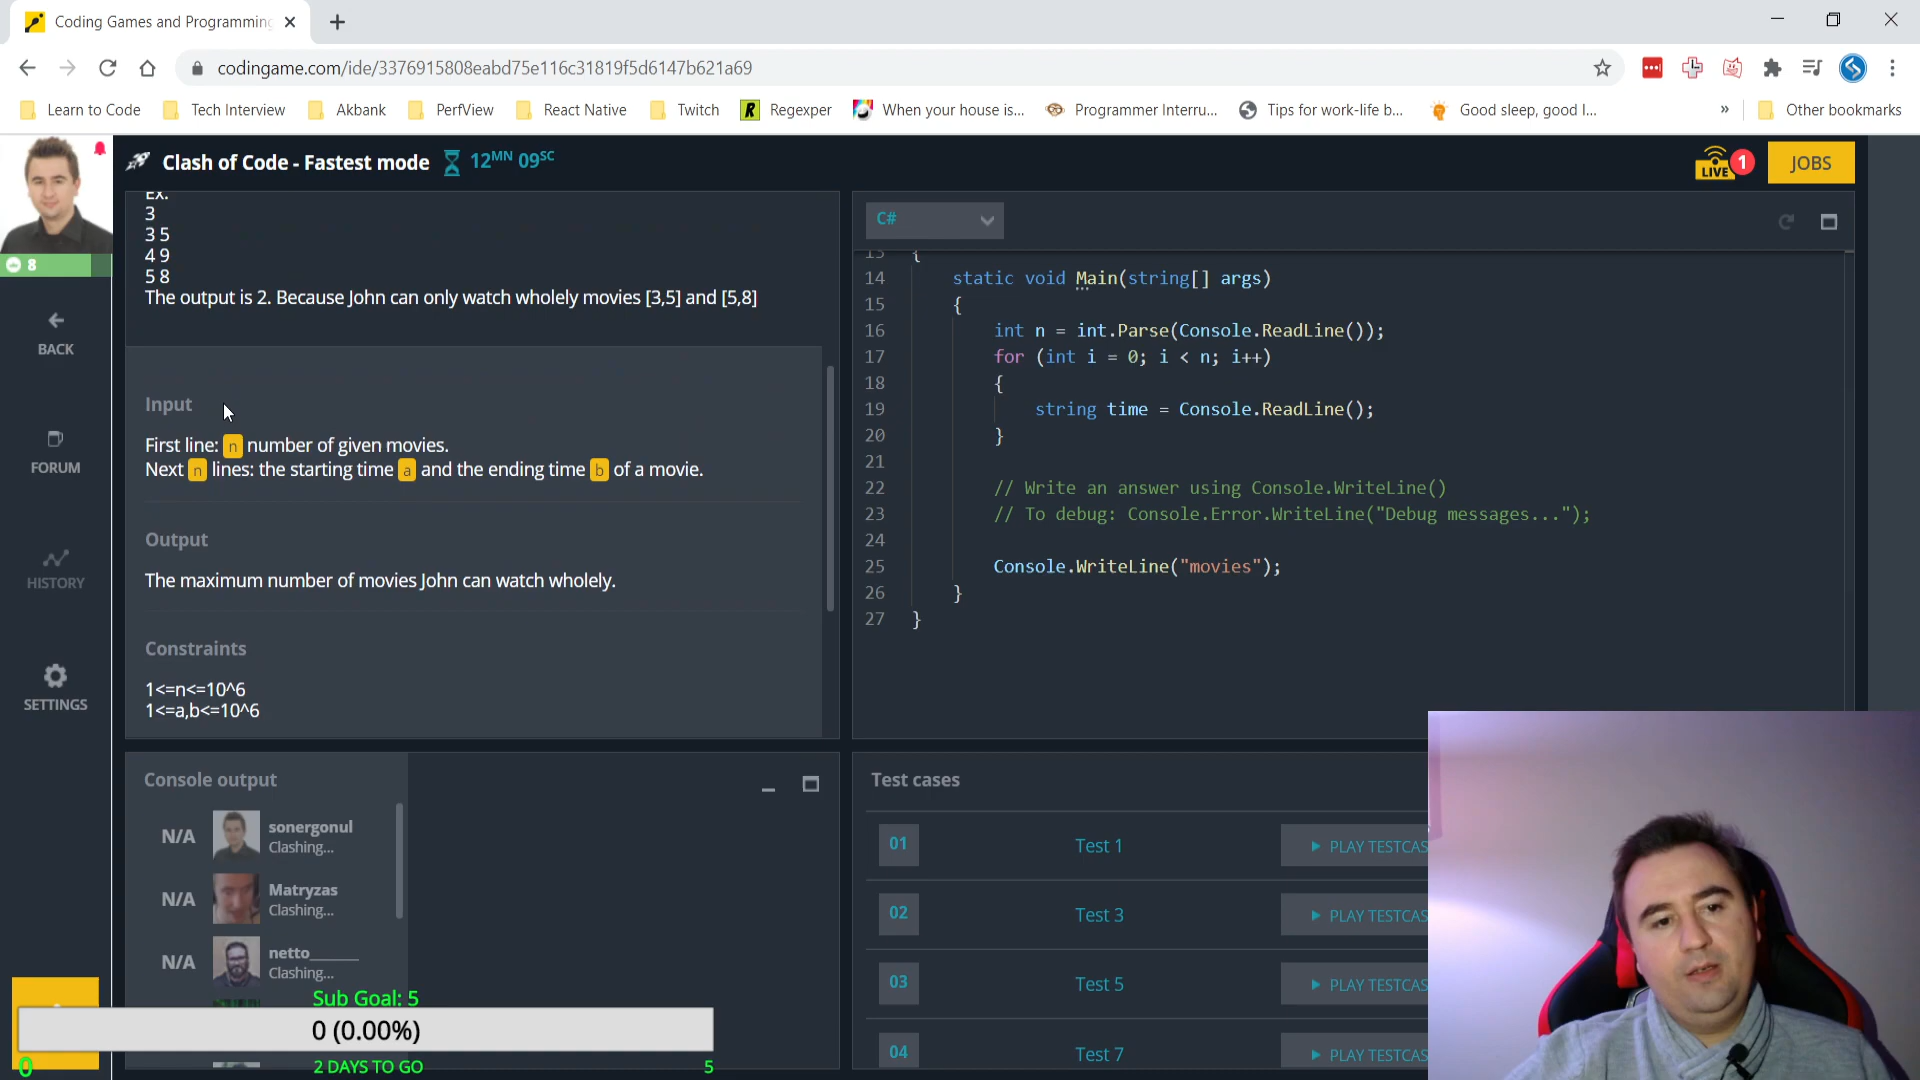 Coding Games and Programming
codingame.com/ide/3376915808eabd75e116c31819f5d6147b621a69
Learn to Code
Tech Interview
Akbank
PerfView
React Native
Twitch
R
Regexper
When your house is...
Programmer Interru...
Tips for work-life b...
Good sleep, good l...
»
Other bookmarks
Clash of Code - Fastest mode
12MN 09SC
LIVE
1
JOBS
8
BACK
FORUM
HISTORY
SETTINGS
Ex.
3
3 5
4 9
5 8
The output is 2. Because John can only watch wholely movies [3,5] and [5,8]
Input
First line: n number of given movies.
Next n lines: the starting time a and the ending time b of a movie.
Output
The maximum number of movies John can watch wholely.
Constraints
1<=n<=10^6
1<=a,b<=10^6
C#
13 {
14 static void Main(string[] args)
15 {
16 int n = int.Parse(Console.ReadLine());
17 for (int i = 0; i < n; i++)
18 {
19 string time = Console.ReadLine();
20 }
21
22 // Write an answer using Console.WriteLine()
23 // To debug: Console.Error.WriteLine("Debug messages...");
24
25 Console.WriteLine("movies");
26 }
27 }
Console output
N/A sonergonul
Clashing...
N/A Matryzas
Clashing...
N/A netto______
Clashing...
Sub Goal: 5
0 (0.00%)
0
2 DAYS TO GO
5
Test cases
01 Test 1 PLAY TESTCAS
02 Test 3 PLAY TESTCAS
03 Test 5 PLAY TESTCAS
04 Test 7 PLAY TESTCAS